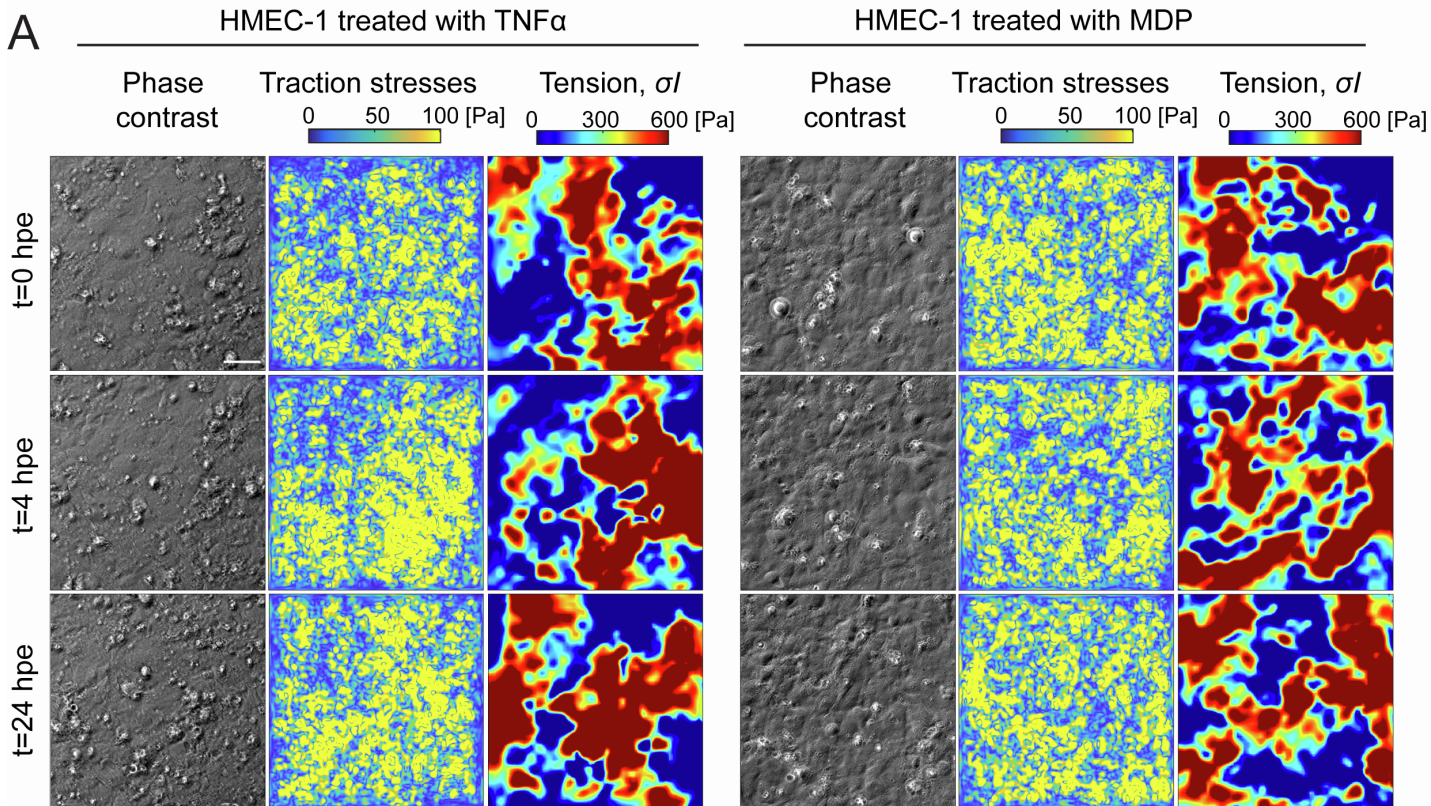 A
HMEC-1 treated with TNFα
HMEC-1 treated with MDP
Phase contrast
Traction stresses
0 50 100 [Pa]
Tension, σI
0 300 600 [Pa]
Phase contrast
Traction stresses
0 50 100 [Pa]
Tension, σI
0 300 600 [Pa]
t=0 hpe
t=4 hpe
t=24 hpe